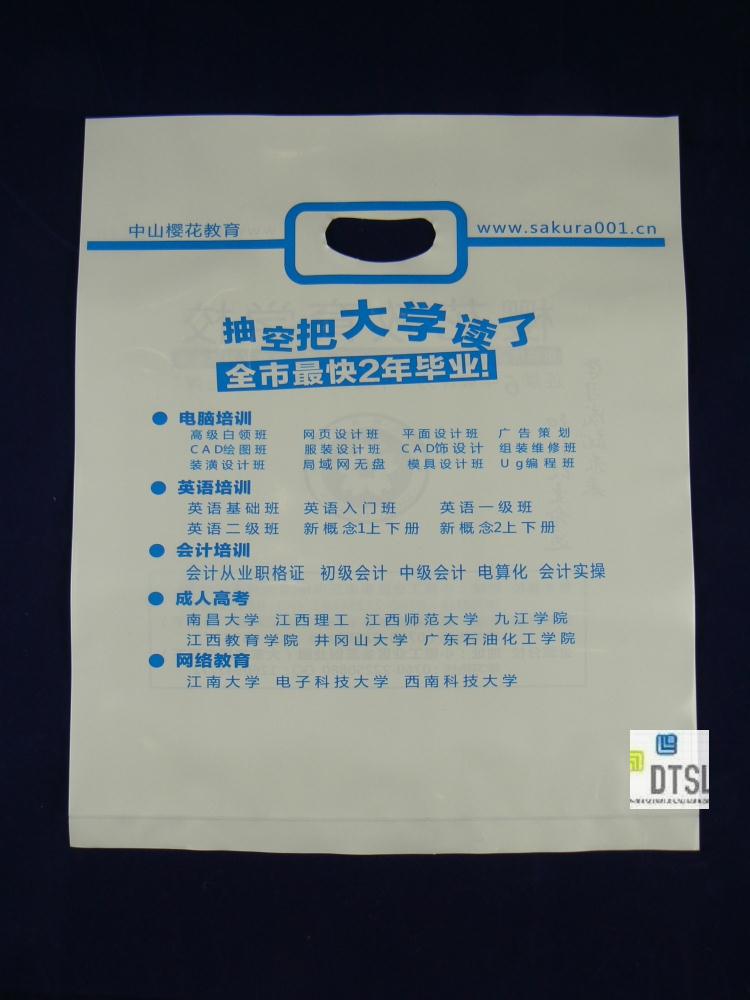 中山樱花教育
www.sakura001.cn
抽空把大学读了
全市最快2年毕业!
● 电脑培训
高级白领班 网页设计班 平面设计班 广告策划
CAD绘图班 服装设计班 CAD饰设计 组装维修班
装潢设计班 局域网无盘 模具设计班 Ug编程班
● 英语培训
英语基础班 英语入门班 英语一级班
英语二级班 新概念1上下册 新概念2上下册
● 会计培训
会计从业职格证 初级会计 中级会计 电算化 会计实操
● 成人高考
南昌大学 江西理工 江西师范大学 九江学院
江西教育学院 井冈山大学 广东石油化工学院
● 网络教育
江南大学 电子科技大学 西南科技大学
DTSL